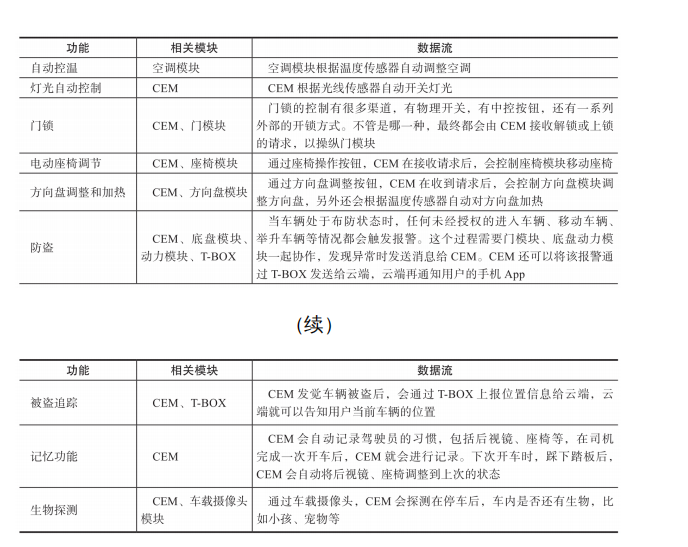 功能 相关模块 数据流
自动控温 空调模块 空调模块根据温度传感器自动调整空调
灯光自动控制 CEM CEM 根据光线传感器自动开关灯光
门锁 CEM、门模块 门锁的控制有很多渠道，有物理开关，有中控按钮，还有一系列
外部的开锁方式。不管是哪一种，最终都会由 CEM 接收解锁或上锁
的请求，以操纵门模块
电动座椅调节 CEM、座椅模块 通过座椅操作按钮，CEM 在接收请求后，会控制座椅模块移动座椅
方向盘调整和加热 CEM、方向盘模块 通过方向盘调整按钮，CEM 在收到请求后，会控制方向盘模块调
整方向盘，另外还会根据温度传感器自动对方向盘加热
防盗 CEM、底盘模块、
动力模块、T-BOX
当车辆处于布防状态时，任何未经授权的进入车辆、移动车辆、
举升车辆等情况都会触发报警。这个过程需要门模块、底盘动力模
块一起协作，发现异常时发送消息给 CEM。CEM 还可以将该报警通
过 T-BOX 发送给云端，云端再通知用户的手机 App
(续)
功能 相关模块 数据流
被盗追踪 CEM、T-BOX CEM 发觉车辆被盗后，会通过 T-BOX 上报位置信息给云端，云
端就可以告知用户当前车辆的位置
记忆功能 CEM CEM 会自动记录驾驶员的习惯，包括后视镜、座椅等，在司机
完成一次开车后，CEM 就会进行记录。下次开车时，踩下踏板后，
CEM 会自动将后视镜、座椅调整到上次的状态
生物探测 CEM、车载摄像头
模块
通过车载摄像头，CEM 会探测在停车后，车内是否还有生物，比
如小孩、宠物等